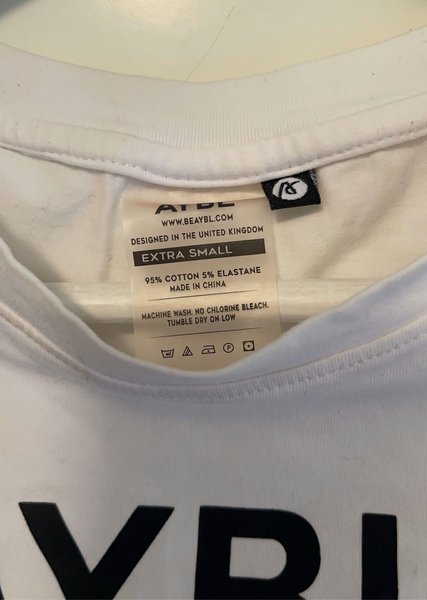 AYBL
WWW.BEAYBL.COM
DESIGNED IN THE UNITED KINGDOM
EXTRA SMALL
95% COTTON 5% ELASTANE
MADE IN CHINA
MACHINE WASH. NO CHLORINE BLEACH.
TUMBLE DRY ON LOW
P
YBL